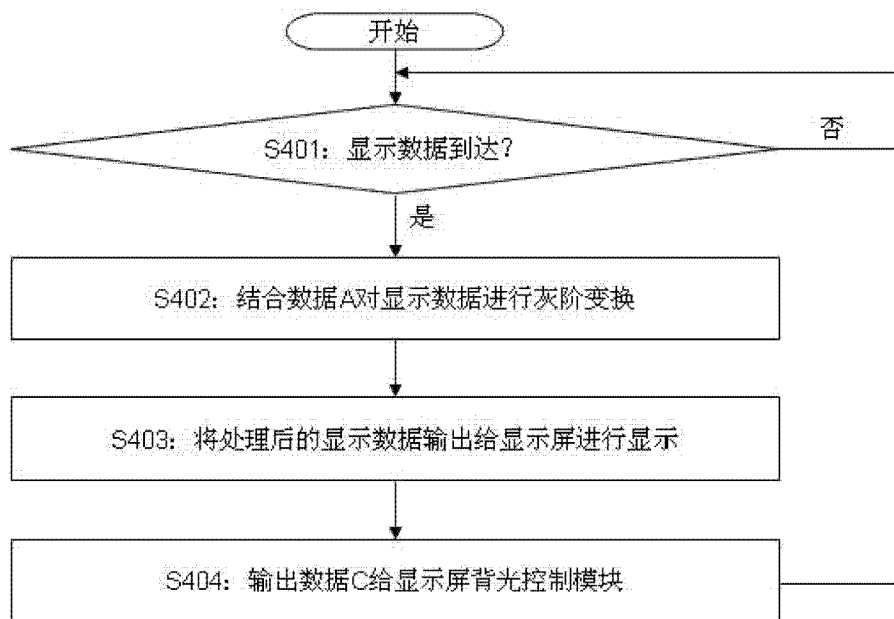 开始
S401：显示数据到达？
否
是
S402：结合数据A对显示数据进行灰阶变换
S403：将处理后的显示数据输出给显示屏进行显示
S404：输出数据C给显示屏背光控制模块